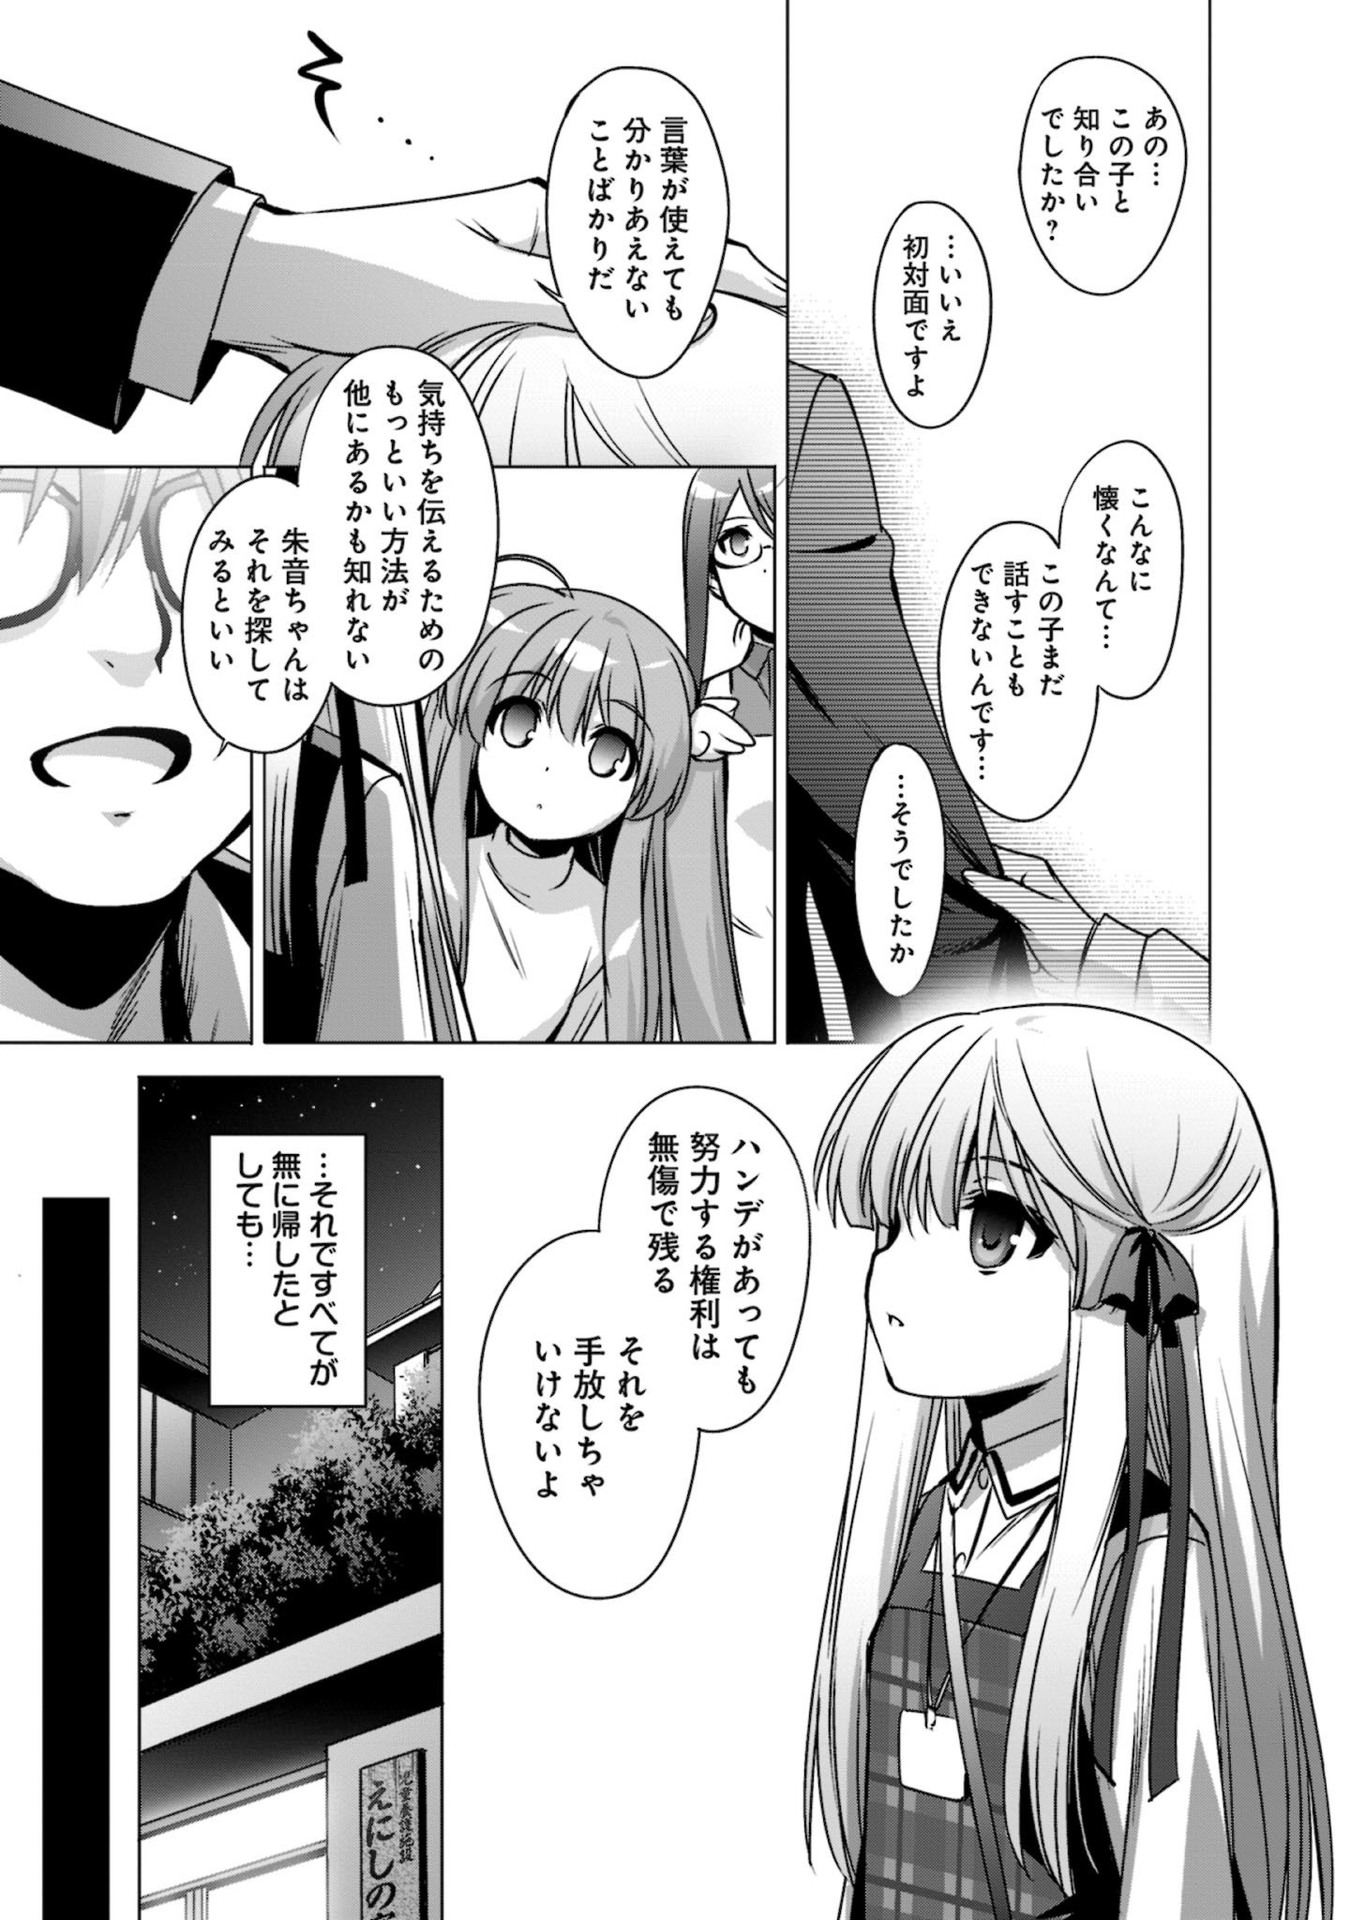 あの…
この子と
知り合い
でしたか？
…いいえ
初対面ですよ
こんなに
懐くなんて…
この子まだ
話すことも
できないんです…
…そうでしたか
言葉が使えても
分かりあえない
ことばかりだ
気持ちを伝えるための
もっといい方法が
他にあるかも知れない
朱音ちゃんは
それを探して
みるといい
ハンデがあっても
努力する権利は
無傷で残る
それを
手放しちゃ
いけないよ
…それですべてが
無に帰したと
しても…
児童養護施設
えにしの